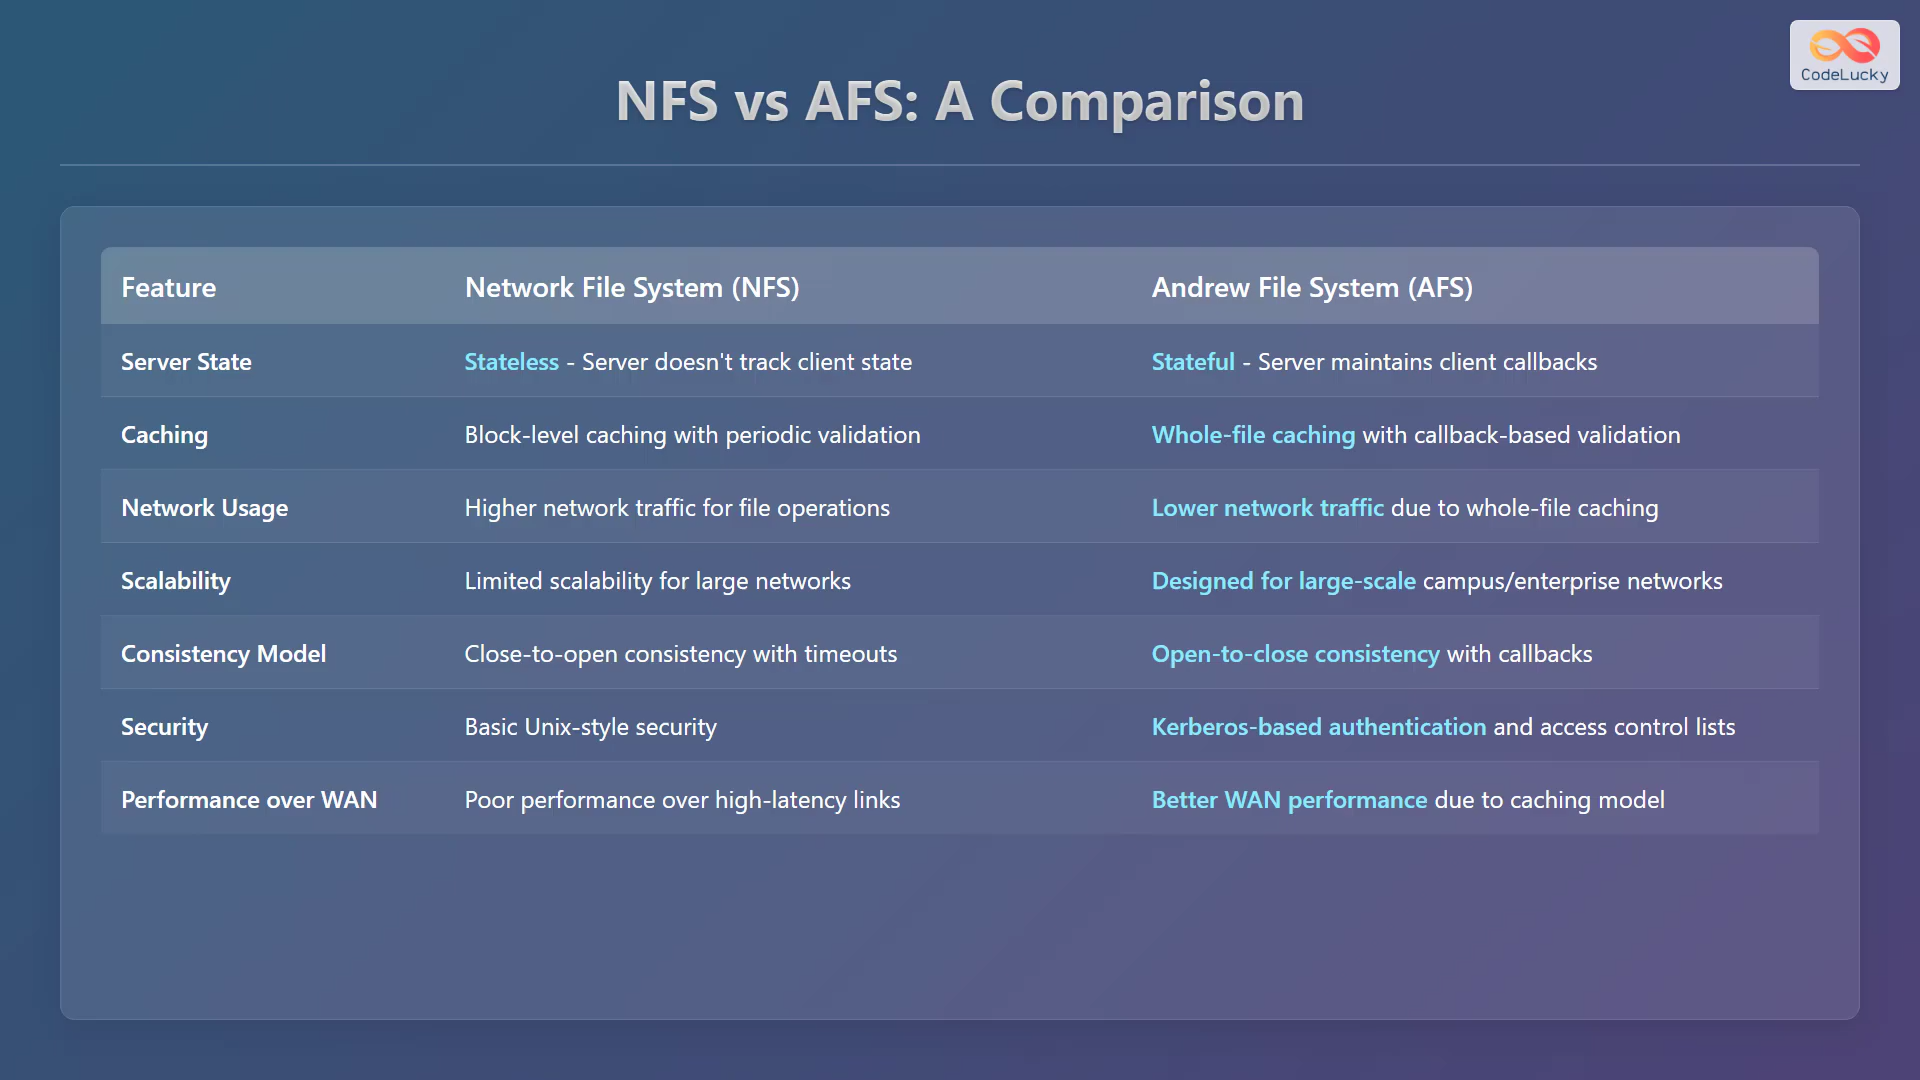 CodeLucky
NFS vs AFS: A Comparison
Feature Network File System (NFS) Andrew File System (AFS)
Server State Stateless - Server doesn't track client state Stateful - Server maintains client callbacks
Caching Block-level caching with periodic validation Whole-file caching with callback-based validation
Network Usage Higher network traffic for file operations Lower network traffic due to whole-file caching
Scalability Limited scalability for large networks Designed for large-scale campus/enterprise networks
Consistency Model Close-to-open consistency with timeouts Open-to-close consistency with callbacks
Security Basic Unix-style security Kerberos-based authentication and access control lists
Performance over WAN Poor performance over high-latency links Better WAN performance due to caching model